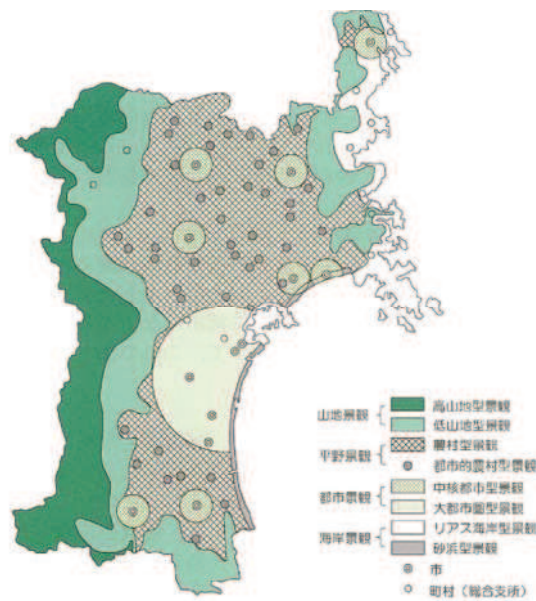 山地景観
高山地型景観
低山地型景観
平野景観
農村型景観
都市的農村型景観
都市景観
中核都市型景観
大都市圏型景観
海岸景観
リアス海岸型景観
砂浜型景観
市
町村（総合支所）